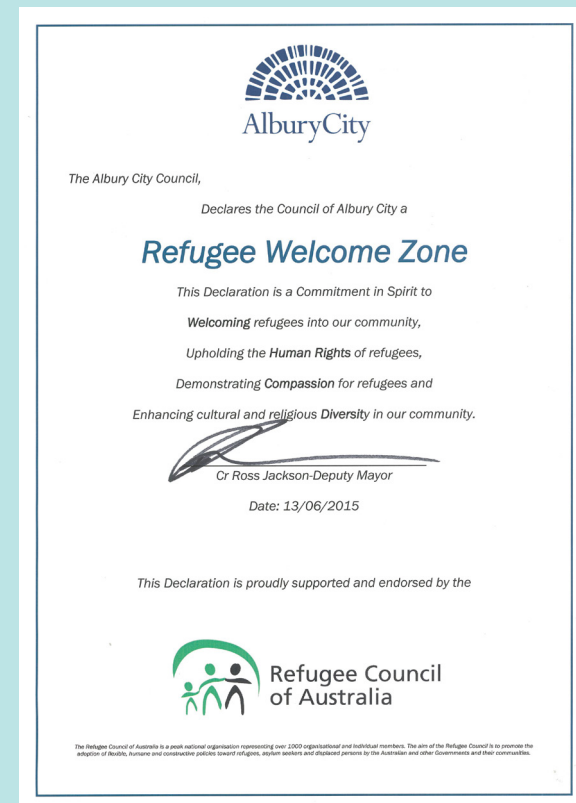 AlburyCity
The Albury City Council,
Declares the Council of Albury City a
Refugee Welcome Zone
This Declaration is a Commitment in Spirit to
Welcoming refugees into our community,
Upholding the Human Rights of refugees,
Demonstrating Compassion for refugees and
Enhancing cultural and religious Diversity in our community.
Cr Ross Jackson-Deputy Mayor
Date: 13/06/2015
This Declaration is proudly supported and endorsed by the
Refugee Council
of Australia
The Refugee Council of Australia is a peak national organisation representing over 1000 organisational and individual members. The aim of the Refugee Council is to promote the
adoption of flexible, humane and constructive policies toward refugees, asylum seekers and displaced persons by the Australian and other Governments and their communities.